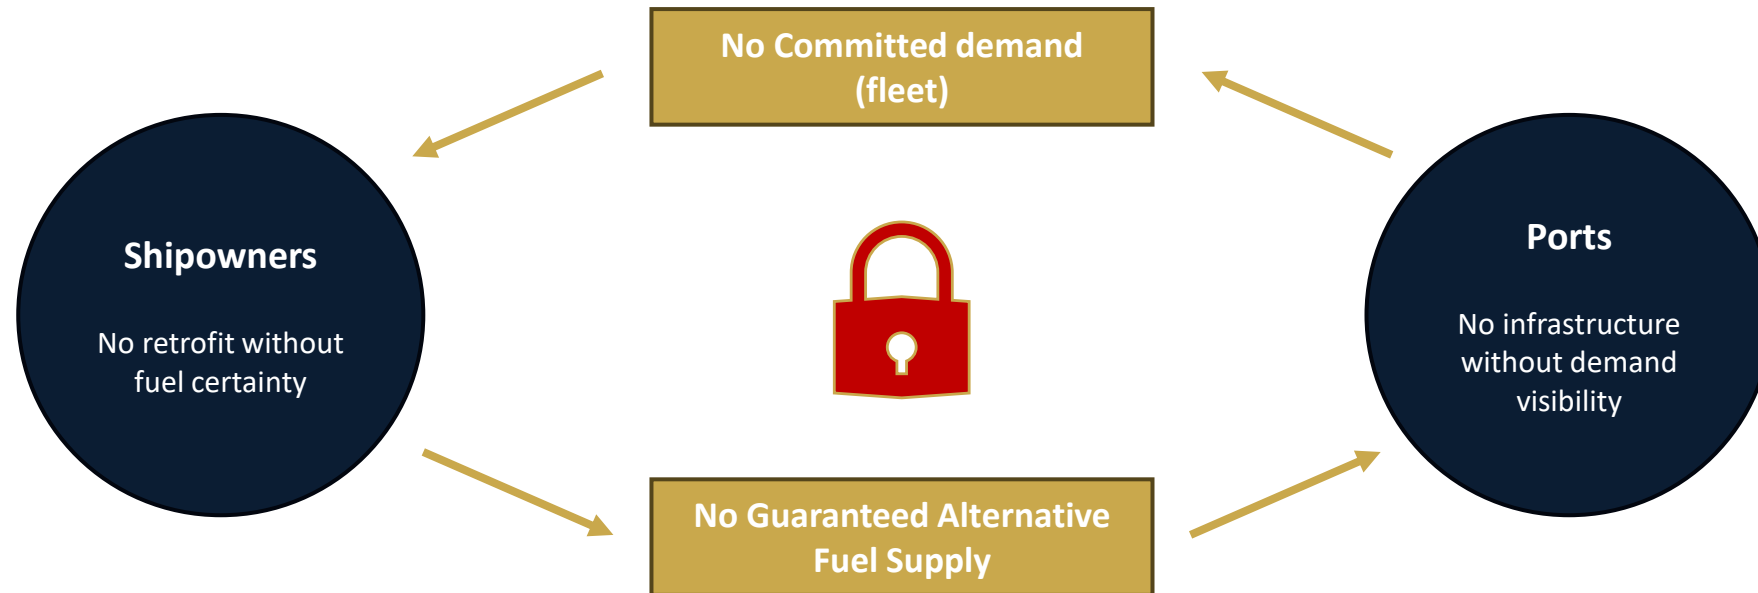 No Committed demand
(fleet)
Shipowners
No retrofit without
fuel certainty
Ports
No infrastructure
without demand
visibility
No Guaranteed Alternative
Fuel Supply